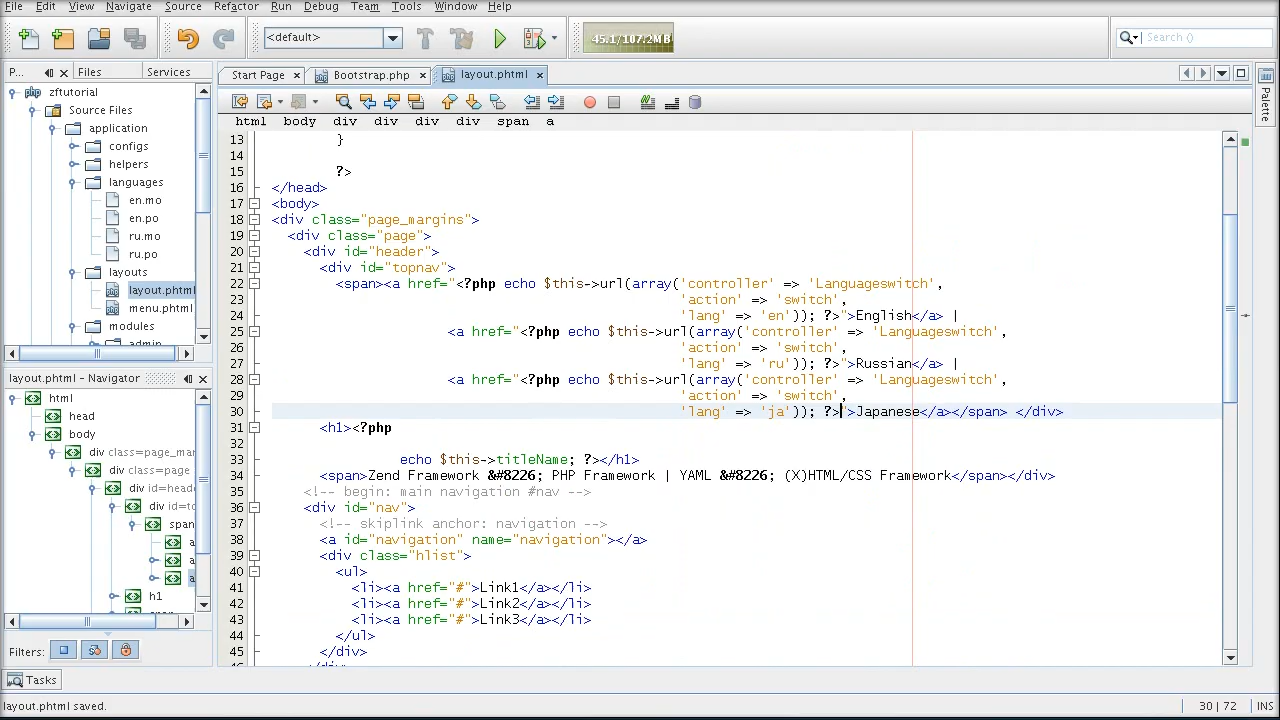 File Edit View Navigate Source Refactor Run Debug Team Tools Window Help
<default> 45.1/107.2MB Search ()
P... Files Services
Start Page Bootstrap.php layout.phtml
html body div div div div span a
Palette
zftutorial
Source Files
application
configs
helpers
languages
en.mo
en.po
ru.mo
ru.po
layouts
layout.phtml
menu.phtml
modules
admin
layout.phtml - Navigator
html
head
body
div class=page_mar
div class=page
div id=head
div id=to
span
a
a
a
h1
Filters:
13 }
14
15 ?>
16 </head>
17 <body>
18 <div class="page_margins">
19 <div class="page">
20 <div id="header">
21 <div id="topnav">
22 <span><a href="<?php echo $this->url(array('controller' => 'Languageswitch',
23 'action' => 'switch',
24 'lang' => 'en')); ?>">English</a> |
25 <a href="<?php echo $this->url(array('controller' => 'Languageswitch',
26 'action' => 'switch',
27 'lang' => 'ru')); ?>">Russian</a> |
28 <a href="<?php echo $this->url(array('controller' => 'Languageswitch',
29 'action' => 'switch',
30 'lang' => 'ja')); ?>">Japanese</a></span> </div>
31 <h1><?php
32
33 echo $this->titleName; ?></h1>
34 <span>Zend Framework &#8226; PHP Framework | YAML &#8226; (X)HTML/CSS Framework</span></div>
35 <!-- begin: main navigation #nav -->
36 <div id="nav">
37 <!-- skiplink anchor: navigation -->
38 <a id="navigation" name="navigation"></a>
39 <div class="hlist">
40 <ul>
41 <li><a href="#">Link1</a></li>
42 <li><a href="#">Link2</a></li>
43 <li><a href="#">Link3</a></li>
44 </ul>
45 </div>
Tasks
layout.phtml saved. 30 | 72 INS